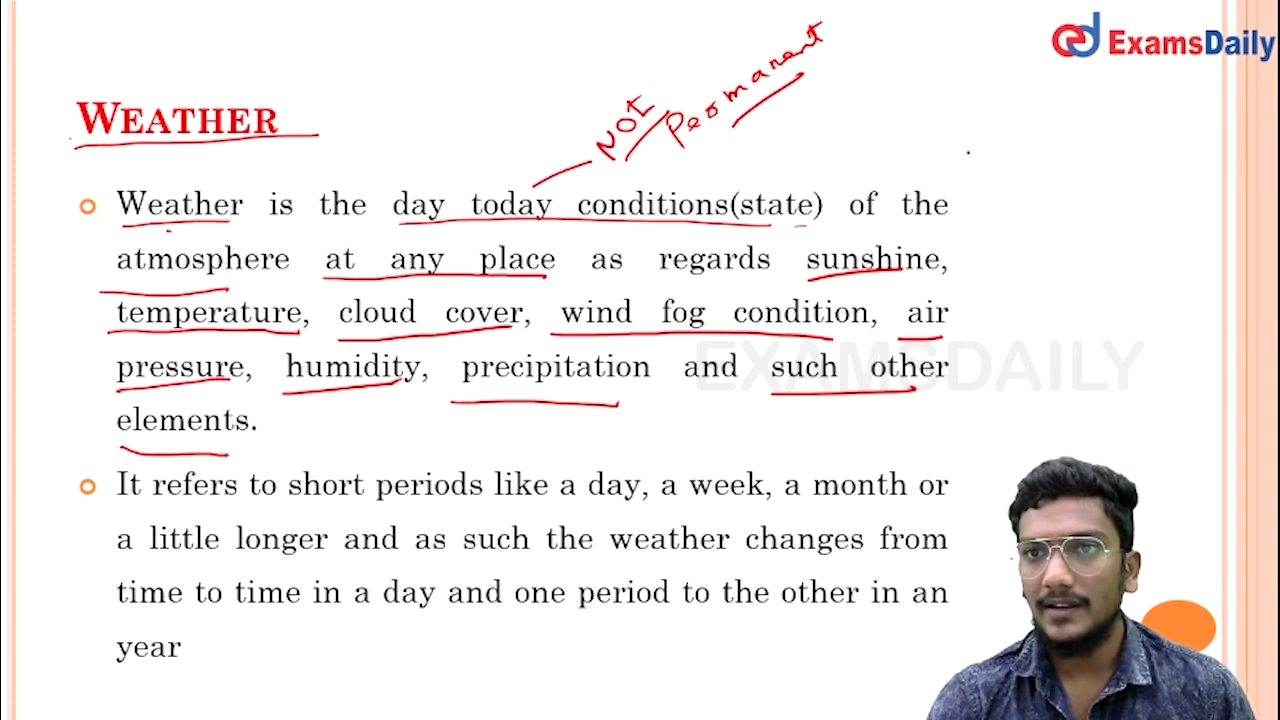 ExamsDaily
NOT
Permanent
WEATHER
Weather is the day today conditions(state) of the
atmosphere at any place as regards sunshine,
temperature, cloud cover, wind fog condition, air
pressure, humidity, precipitation and such other
EXAMSDAILY
elements.
It refers to short periods like a day, a week, a month or
a little longer and as such the weather changes from
time to time in a day and one period to the other in an
year